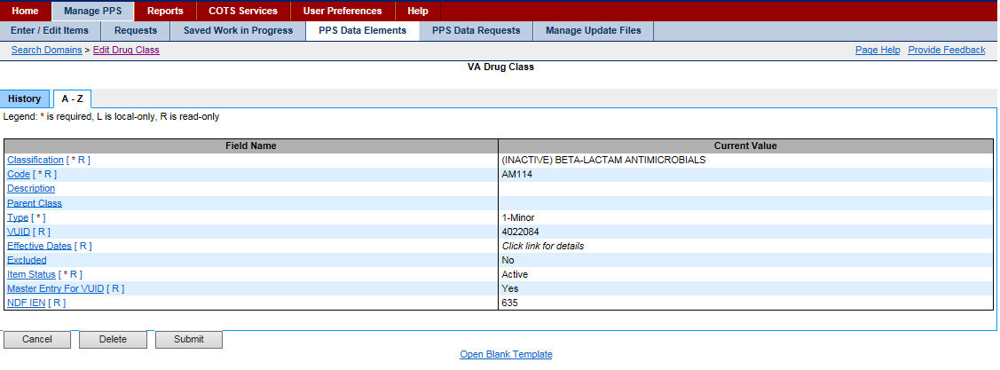 Home Manage PPS Reports COTS Services User Preferences Help
Enter / Edit Items Requests Saved Work in Progress PPS Data Elements PPS Data Requests Manage Update Files
Search Domains > Edit Drug Class Page Help Provide Feedback
VA Drug Class
History A - Z
Legend: * is required, L is local-only, R is read-only
Field Name Current Value
Classification [ * R ] (INACTIVE) BETA-LACTAM ANTIMICROBIALS
Code [ * R ] AM114
Description
Parent Class
Type [ * ] 1-Minor
VUID [ R ] 4022084
Effective Dates [ R ] Click link for details
Excluded No
Item Status [ * R ] Active
Master Entry For VUID [ R ] Yes
NDF IEN [ R ] 635
Cancel Delete Submit
Open Blank Template